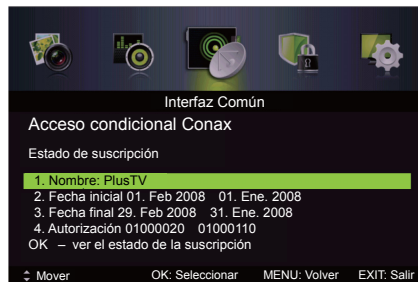 Interfaz Común
Acceso condicional Conax
Estado de suscripción
1. Nombre: PlusTV
2. Fecha inicial 01. Feb 2008 01. Ene. 2008
3. Fecha final 29. Feb 2008 31. Ene. 2008
4. Autorización 01000020 01000110
OK – ver el estado de la suscripción
Mover OK: Seleccionar MENU: Volver EXIT: Salir